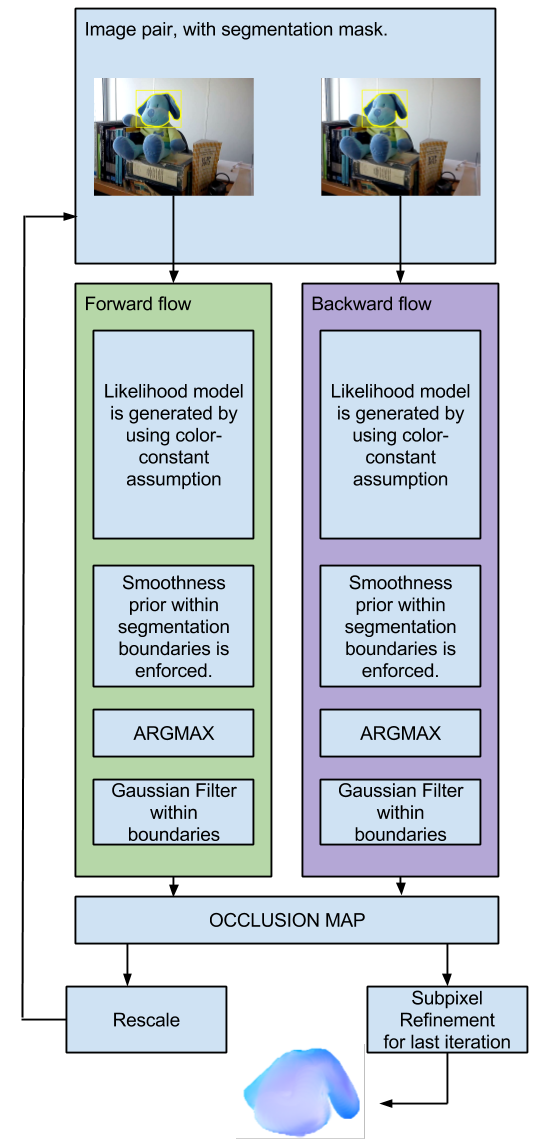 Image pair, with segmentation mask.
Forward flow
Likelihood model
is generated by
using color-
constant
assumption
Smoothness
prior within
segmentation
boundaries is
enforced.
ARGMAX
Gaussian Filter
within
boundaries
Backward flow
Likelihood model
is generated by
using color-
constant
assumption
Smoothness
prior within
segmentation
boundaries is
enforced.
ARGMAX
Gaussian Filter
within
boundaries
OCCLUSION MAP
Rescale
Subpixel
Refinement
for last iteration